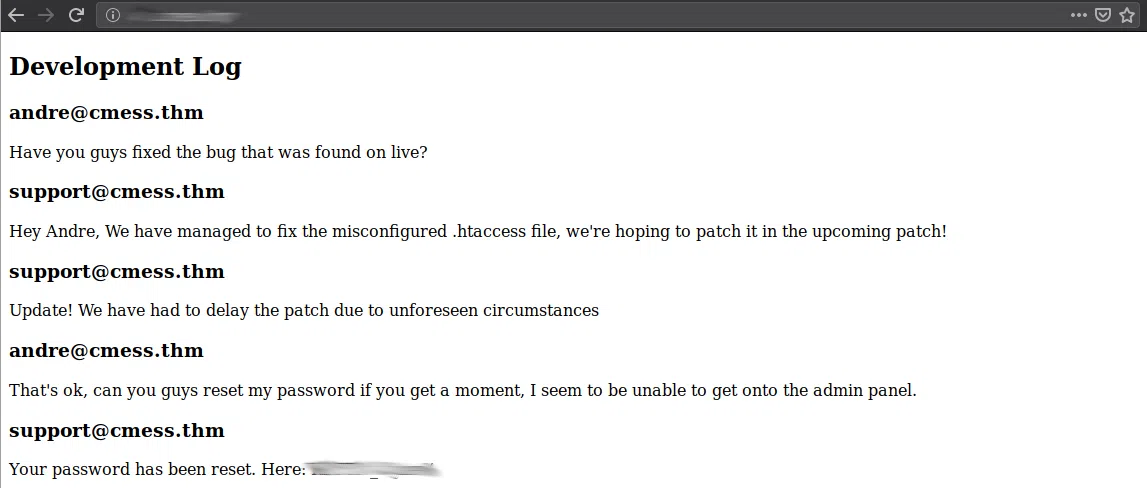 Development Log
andre@cmess.thm
Have you guys fixed the bug that was found on live?
support@cmess.thm
Hey Andre, We have managed to fix the misconfigured .htaccess file, we're hoping to patch it in the upcoming patch!
support@cmess.thm
Update! We have had to delay the patch due to unforeseen circumstances
andre@cmess.thm
That's ok, can you guys reset my password if you get a moment, I seem to be unable to get onto the admin panel.
support@cmess.thm
Your password has been reset. Here: